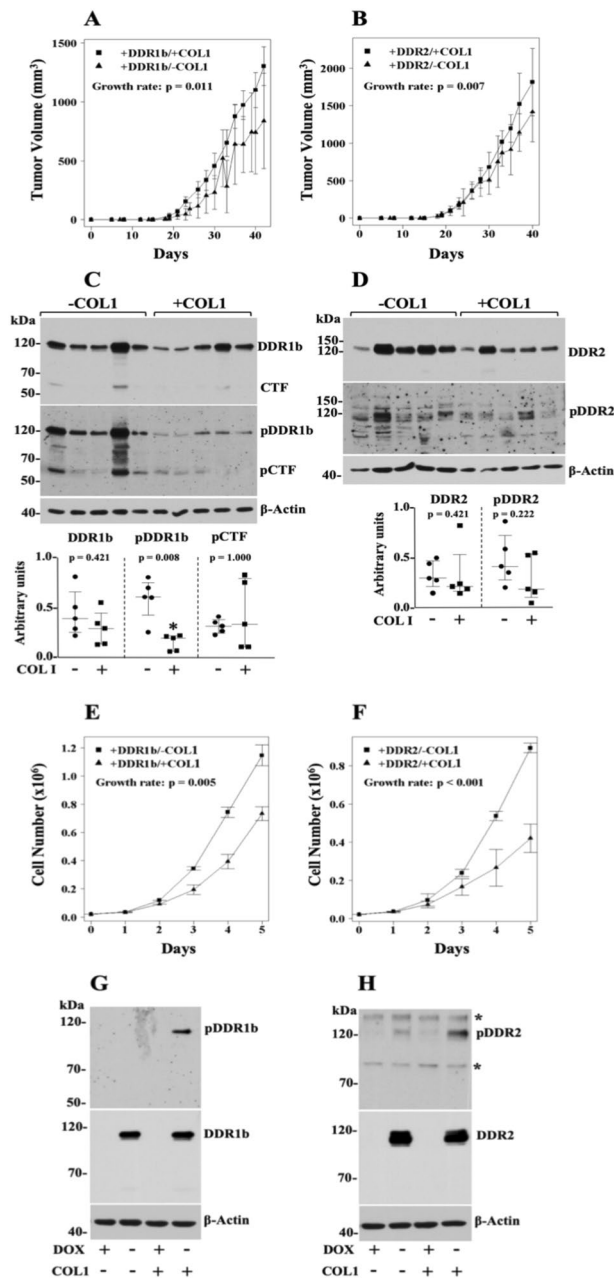 A
1500
1000
500
0
Tumor Volume (mm³)
+DDR1b/+COL1
+DDR1b/-COL1
Growth rate: p = 0.011
0 10 20 30 40
Days
B
2000
1500
1000
500
0
Tumor Volume (mm³)
+DDR2/+COL1
+DDR2/-COL1
Growth rate: p = 0.007
0 10 20 30 40
Days
C
-COL1 +COL1
kDa
120-
50-
DDR1b
CTF
120-
70-
50-
pDDR1b
pCTF
40-
β-Actin
DDR1b pDDR1b pCTF
p = 0.421 p = 0.008 p = 1.000
1.0
0.5
0.0
Arbitrary units
*
COL I - + - + - +
D
-COL1 +COL1
kDa
150-
120-
DDR2
150-
120-
pDDR2
40-
β-Actin
DDR2 pDDR2
p = 0.421 p = 0.222
1.0
0.5
0.0
Arbitrary units
COL I - + - +
E
1.2
1.0
0.8
0.6
0.4
0.2
0.0
Cell Number (x10⁶)
+DDR1b/-COL1
+DDR1b/+COL1
Growth rate: p = 0.005
0 1 2 3 4 5
Days
F
0.8
0.6
0.4
0.2
0.0
Cell Number (x10⁶)
+DDR2/-COL1
+DDR2/+COL1
Growth rate: p < 0.001
0 1 2 3 4 5
Days
G
kDa
120-
70-
50-
pDDR1b
120-
70-
DDR1b
40-
β-Actin
DOX + - + -
COL1 - - + +
H
kDa
120-
70-
*
pDDR2
*
120-
70-
DDR2
40-
β-Actin
DOX + - + -
COL1 - - + +